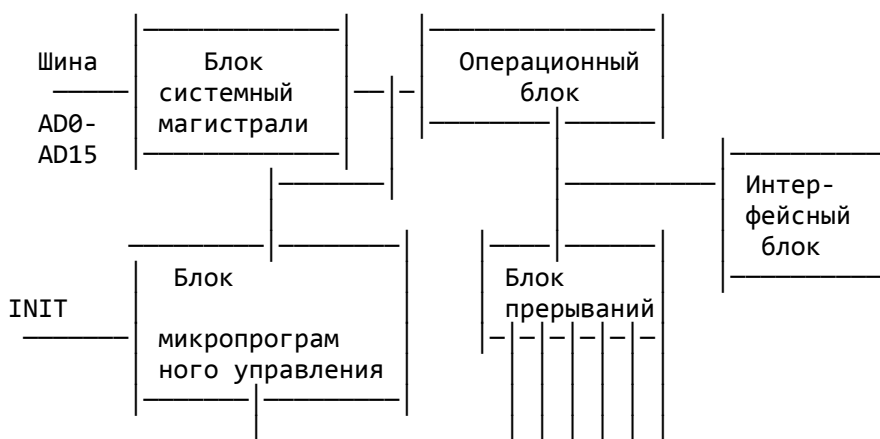 Шина
AD0-
AD15
Блок
системный
магистрали
Операционный
блок
Интер-
фейсный
блок
INIT
Блок
микропрограм
ного управления
Блок
прерываний